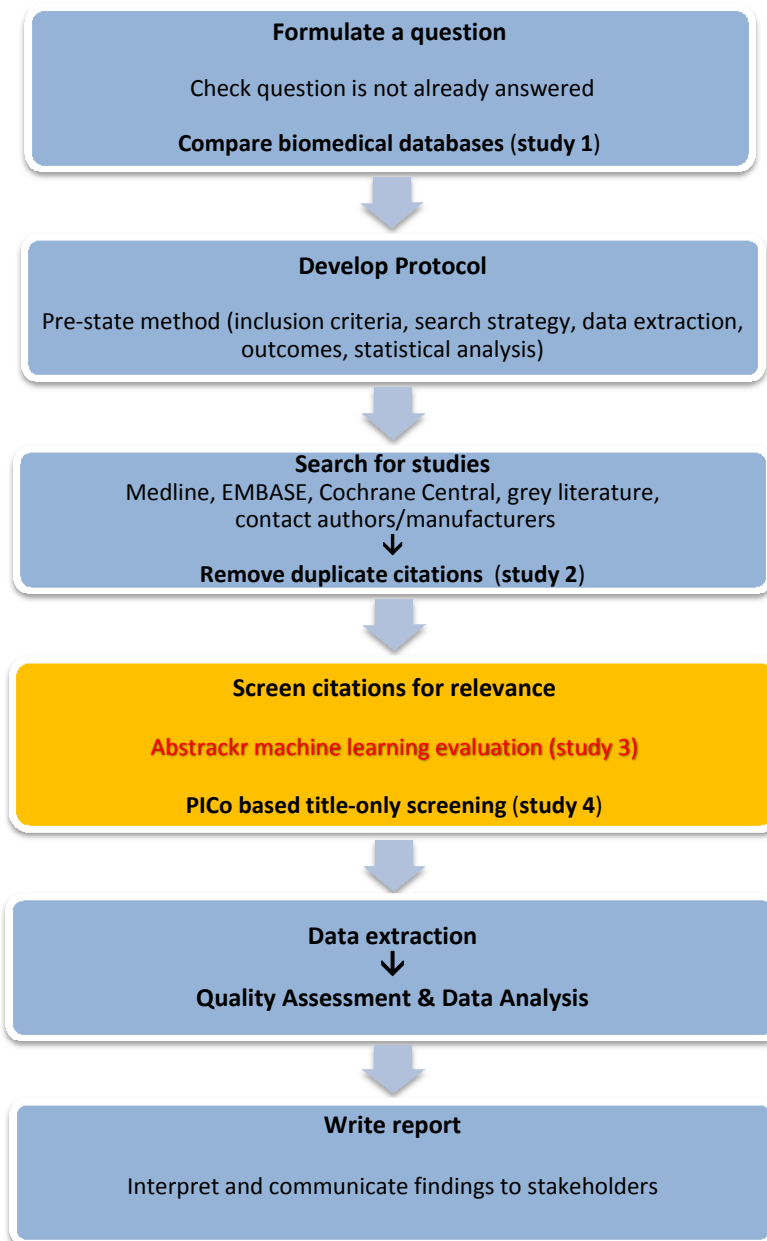 Formulate a question
Check question is not already answered
Compare biomedical databases (study 1)
Develop Protocol
Pre-state method (inclusion criteria, search strategy, data extraction,
outcomes, statistical analysis)
Search for studies
Medline, EMBASE, Cochrane Central, grey literature,
contact authors/manufacturers
↓
Remove duplicate citations (study 2)
Screen citations for relevance
Abstrackr machine learning evaluation (study 3)
PICo based title-only screening (study 4)
Data extraction
↓
Quality Assessment & Data Analysis
Write report
Interpret and communicate findings to stakeholders